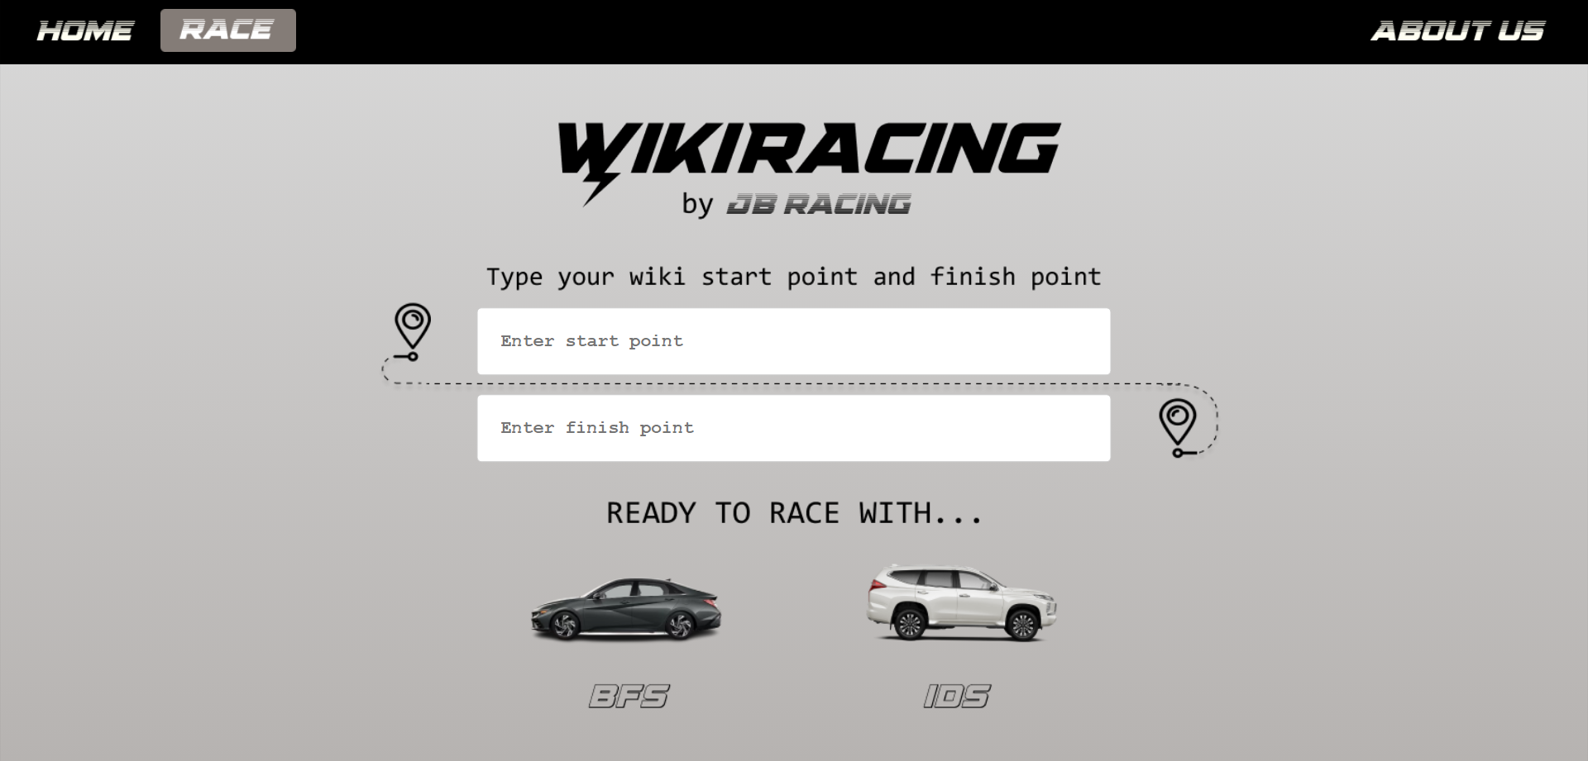 HOME RACE ABOUT US
WIKIRACING
by JB RACING
Type your wiki start point and finish point
Enter start point
Enter finish point
READY TO RACE WITH...
BFS IDS